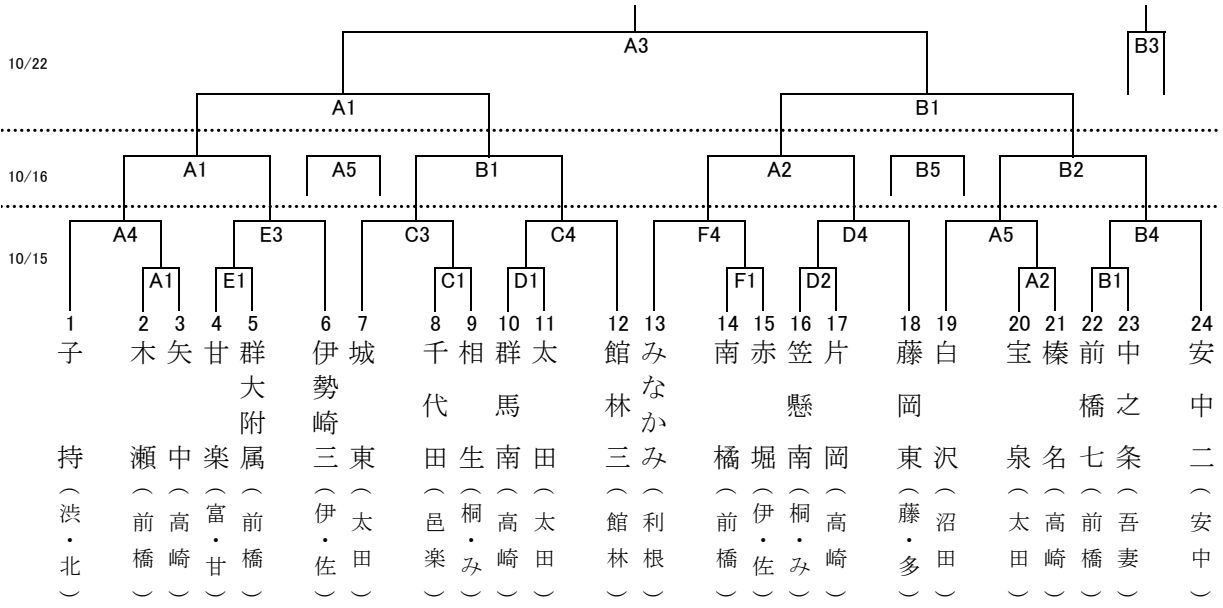 A3
B3
10/22
A1
B1
A1
A5
B1
A2
B5
B2
10/16
A4
E3
C3
C4
F4
D4
A5
B4
10/15
A1
E1
C1
D1
F1
D2
A2
B1
1 子持（渋・北）
2 木瀬（前橋）
3 矢中（高崎）
4 甘楽（富・甘）
5 群大附属（前橋）
6 伊勢崎三（伊・佐）
7 城東（太田）
8 千代田（邑楽）
9 相生（桐・み）
10 群馬南（高崎）
11 太田（太田）
12 館林三（館林）
13 みなかみ（利根）
14 南橘（前橋）
15 赤堀（伊・佐）
16 笠懸南（桐・み）
17 片岡（高崎）
18 藤岡東（藤・多）
19 白沢（沼田）
20 宝泉（太田）
21 榛名（高崎）
22 前橋七（前橋）
23 中之条（吾妻）
24 安中二（安中）